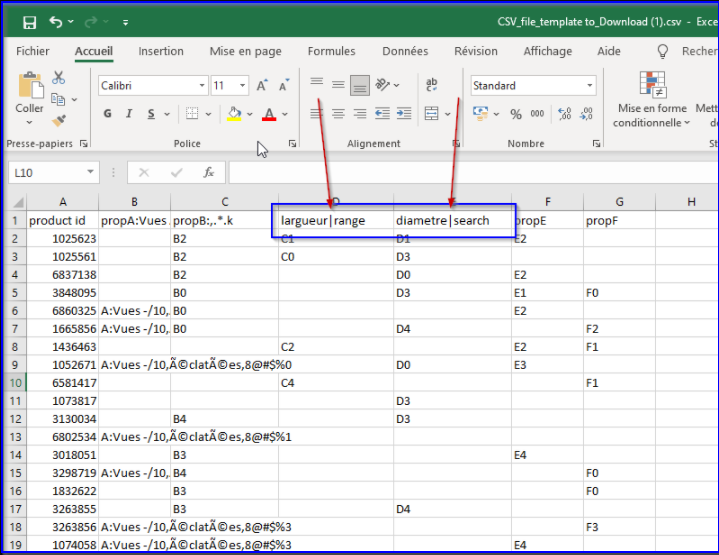 CSV_file_template to_Download (1).csv - Exce
Fichier Accueil Insertion Mise en page Formules Données Révision Affichage Aide Recher
Coller Calibri 11 A A ab Standard
G I S A % 000 Mise en forme Mett
conditionnelle
Presse-papiers Police Alignement Nombre St
L10 fx
A B C D E F G H
1 product id propA:Vues propB:,.*.k largueur|range diametre|search propE propF
2 1025623 B2 C1 D1 E2
3 1025561 B2 C0 D3
4 6837138 B2 D0 E2
5 3848095 B0 D3 E1 F0
6 6860325 A:Vues -/10, B0 E2
7 1665856 A:Vues -/10, B0 D4 F2
8 1436463 C2 E2 F1
9 1052671 A:Vues -/10,Ã©clatÃ©es,8@#$%0 D0 E3
10 6581417 C4 F1
11 1073817 D3
12 3130034 B4 D3
13 6802534 A:Vues -/10,Ã©clatÃ©es,8@#$%1
14 3018051 B3 E4
15 3298719 A:Vues -/10, B4 F0
16 1832622 B3 F0
17 3263855 B3 D4
18 3263856 A:Vues -/10,Ã©clatÃ©es,8@#$%3 F3
19 1074058 A:Vues -/10,Ã©clatÃ©es,8@#$%3 E4